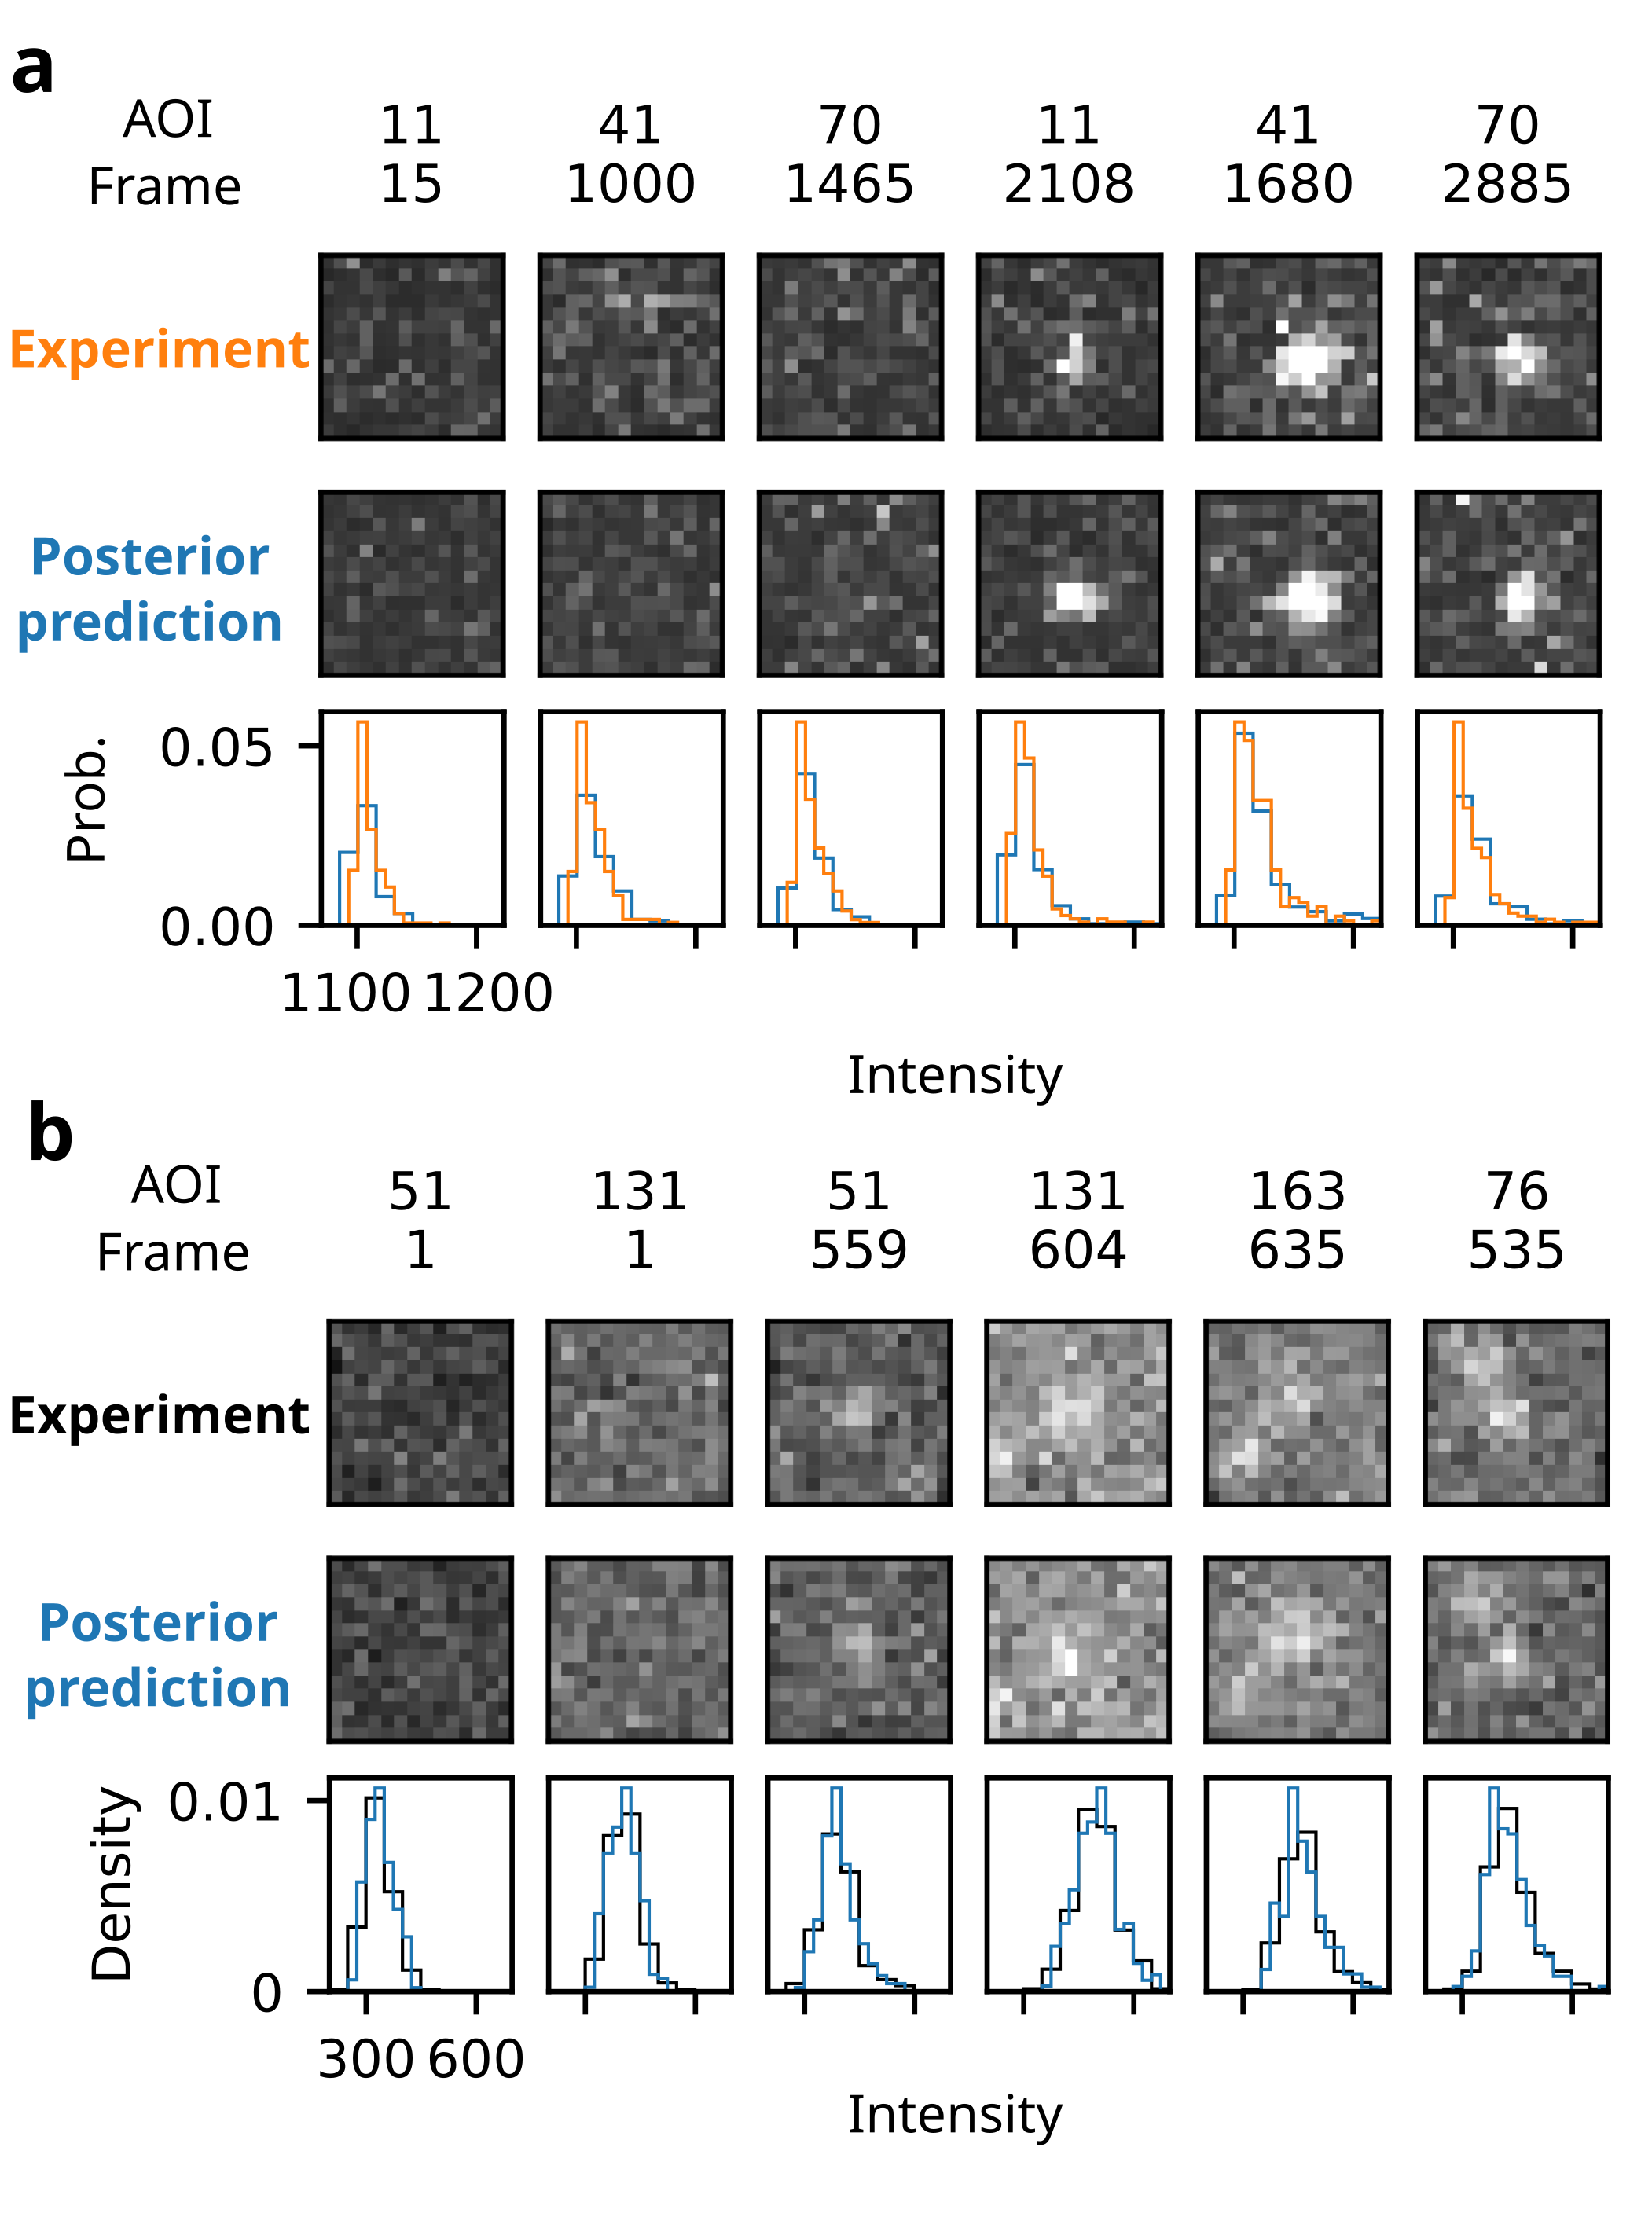 a
AOI 11 41 70 11 41 70
Frame 15 1000 1465 2108 1680 2885
Experiment
Posterior
prediction
Prob.
0.05
0.00
1100 1200
Intensity
b
AOI 51 131 51 131 163 76
Frame 1 1 559 604 635 535
Experiment
Posterior
prediction
Density
0.01
0
300 600
Intensity